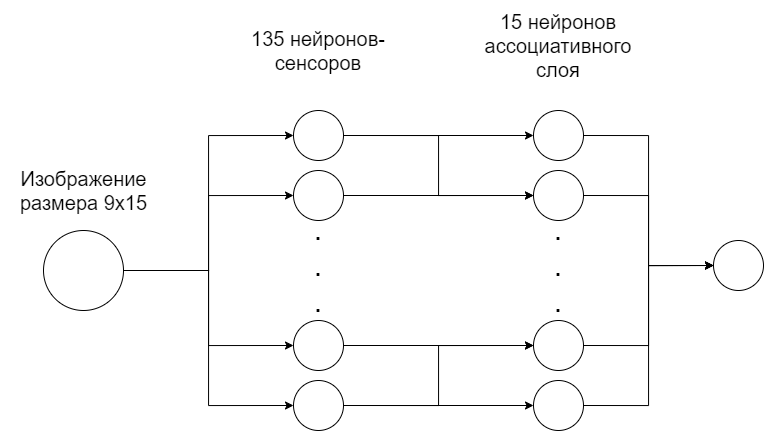 135 нейронов-
сенсоров
15 нейронов
ассоциативного
слоя
Изображение
размера 9x15